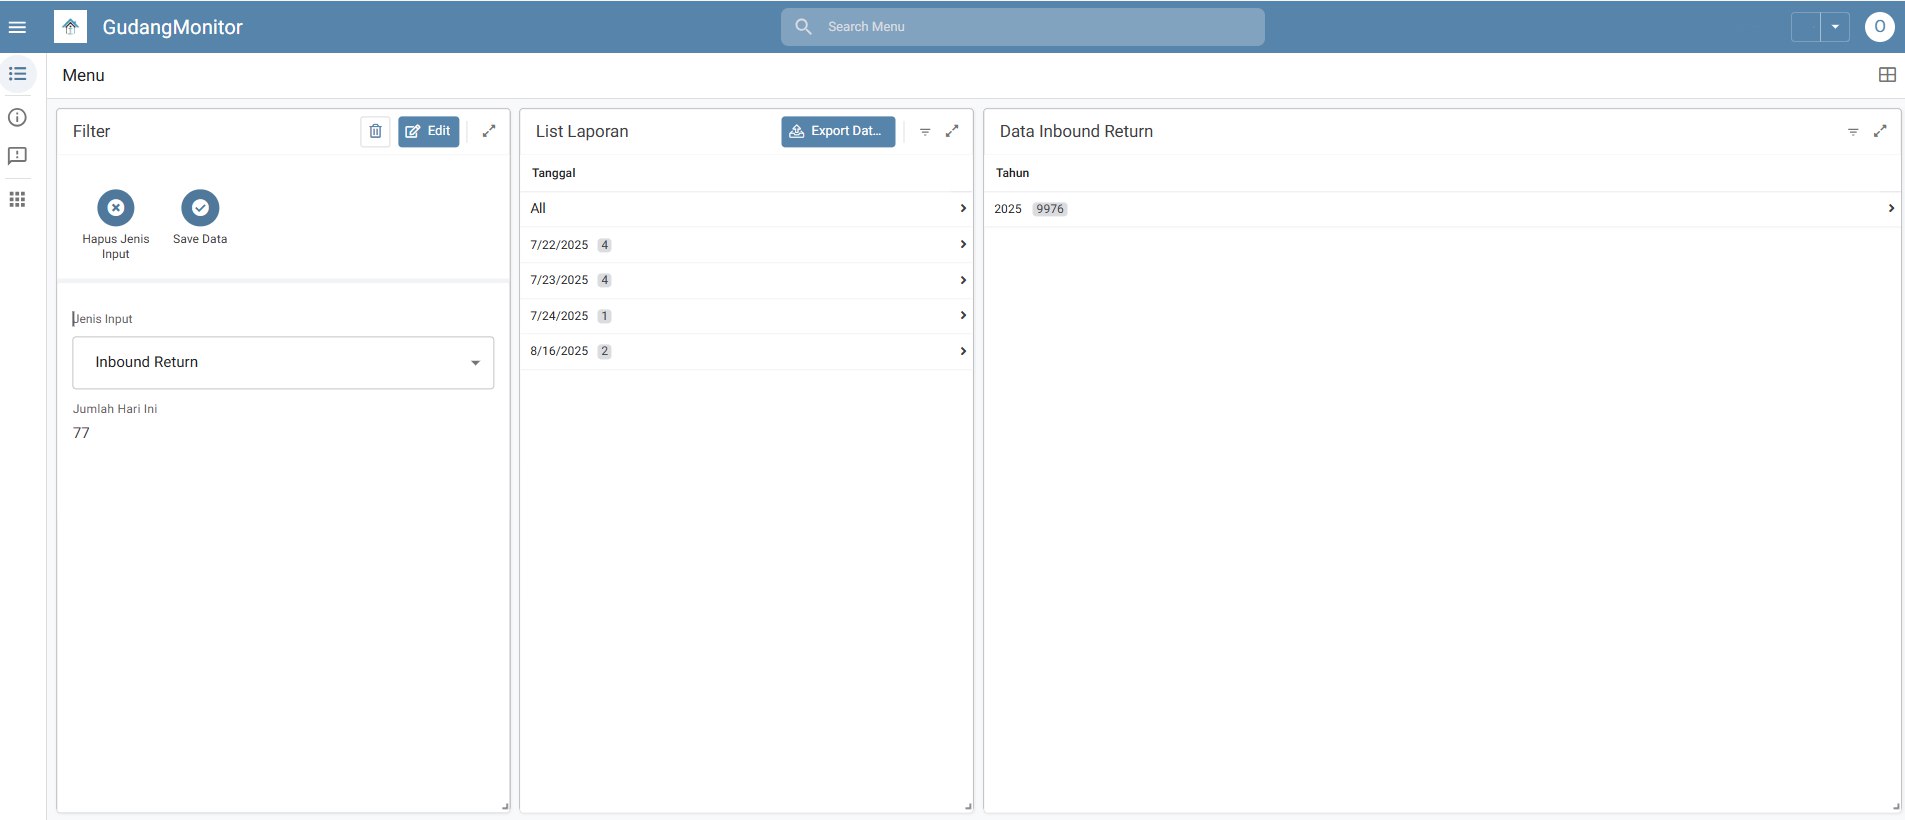 GudangMonitor
Search Menu
O
Menu
Filter
Edit
Hapus Jenis
Input
Save Data
Jenis Input
Inbound Return
Jumlah Hari Ini
77
List Laporan
Export Dat...
Tanggal
All
7/22/2025 4
7/23/2025 4
7/24/2025 1
8/16/2025 2
Data Inbound Return
Tahun
2025 9976